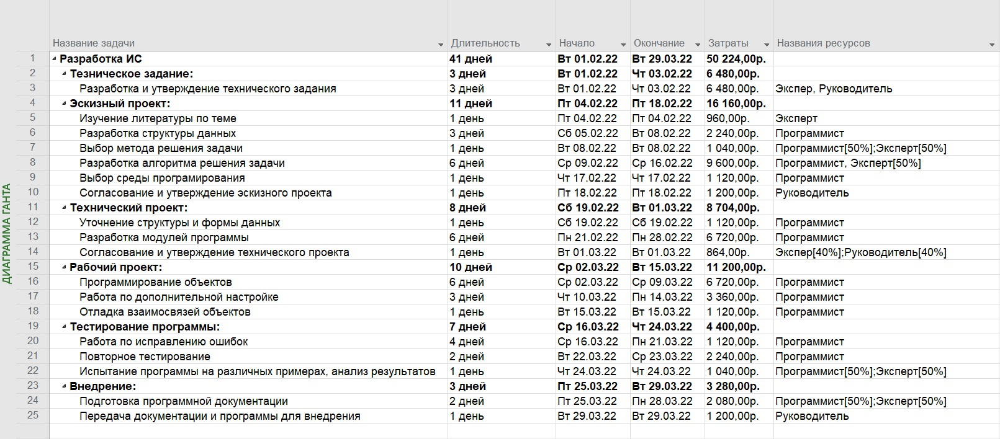 Название задачи Длительность Начало Окончание Затраты Названия ресурсов
1 Разработка ИС 41 дней Вт 01.02.22 Вт 29.03.22 50 224,00р.
2 Тезническое задание: 3 дней Вт 01.02.22 Чт 03.02.22 6 480,00р.
3 Разработка и утверждение технического задания 3 дней Вт 01.02.22 Чт 03.02.22 6 480,00р. Экспер, Руководитель
4 Эскизный проект: 11 дней Пт 04.02.22 Пт 18.02.22 16 160,00р.
5 Изучение литературы по теме 1 день Пт 04.02.22 Пт 04.02.22 960,00р. Эксперт
6 Разработка структуры данных 3 дней Сб 05.02.22 Вт 08.02.22 2 240,00р. Программист
7 Выбор метода решения задачи 1 день Вт 08.02.22 Вт 08.02.22 1 040,00р. Программист[50%];Эксперт[50%]
8 Разработка алгоритма решения задачи 6 дней Ср 09.02.22 Ср 16.02.22 9 600,00р. Программист, Эксперт[50%]
9 Выбор среды програмирования 1 день Чт 17.02.22 Чт 17.02.22 1 120,00р. Программист
10 Согласование и утверждение эскизного проекта 1 день Пт 18.02.22 Пт 18.02.22 1 200,00р. Руководитель
11 Технический проект: 8 дней Сб 19.02.22 Вт 01.03.22 8 704,00р.
12 Уточнение структуры и формы данных 1 день Сб 19.02.22 Сб 19.02.22 1 120,00р. Программист
13 Разработка модулей программы 6 дней Пн 21.02.22 Пн 28.02.22 6 720,00р. Программист
14 Согласование и утверждение технического проекта 1 день Вт 01.03.22 Вт 01.03.22 864,00р. Экспер[40%];Руководитель[40%]
15 Рабочий проект: 10 дней Ср 02.03.22 Вт 15.03.22 11 200,00р.
16 Программирование объектов 6 дней Ср 02.03.22 Ср 09.03.22 6 720,00р. Программист
17 Работа по дополнительной настройке 3 дней Чт 10.03.22 Пн 14.03.22 3 360,00р. Программист
18 Отладка взаимосвязей объектов 1 день Вт 15.03.22 Вт 15.03.22 1 120,00р. Программист
19 Тестирование программы: 7 дней Ср 16.03.22 Чт 24.03.22 4 400,00р.
20 Работа по исправлению ошибок 4 дней Ср 16.03.22 Пн 21.03.22 1 120,00р. Программист
21 Повторное тестирование 2 дней Вт 22.03.22 Ср 23.03.22 2 240,00р. Программист
22 Испытание программы на различных примерах, анализ результатов 1 день Чт 24.03.22 Чт 24.03.22 1 040,00р. Программист[50%];Эксперт[50%]
23 Внедрение: 3 дней Пт 25.03.22 Вт 29.03.22 3 280,00р.
24 Подготовка программной документации 2 дней Пт 25.03.22 Пн 28.03.22 2 080,00р. Программист[50%];Эксперт[50%]
25 Передача документации и программы для внедрения 1 день Вт 29.03.22 Вт 29.03.22 1 200,00р. Руководитель
ДИАГРАММА ГАНТА